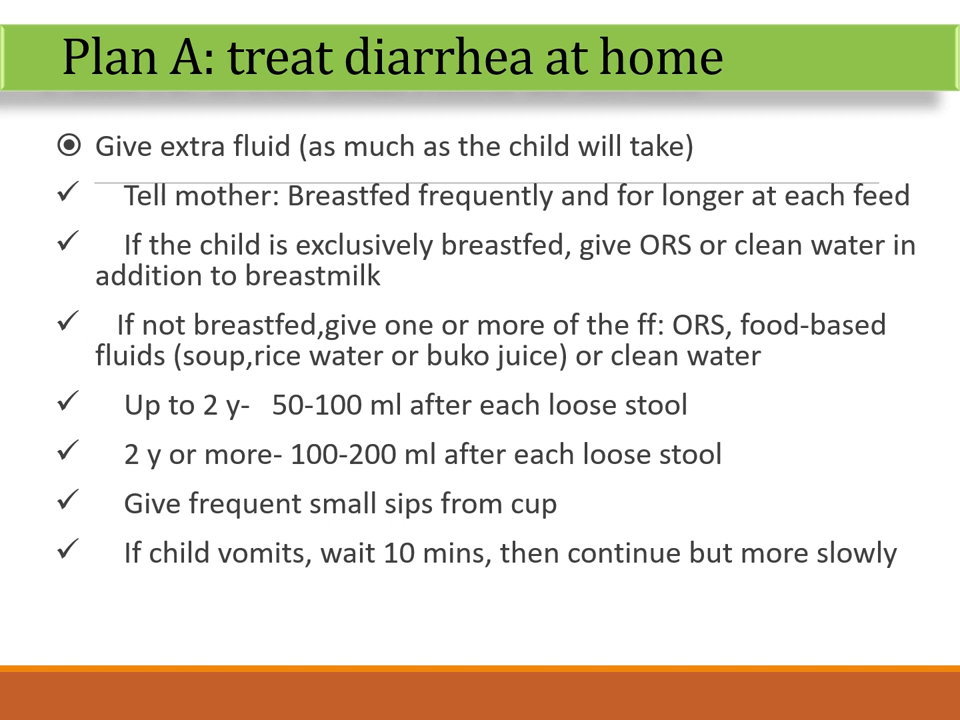 Plan A: treat diarrhea at home
Give extra fluid (as much as the child will take)
✓ Tell mother: Breastfed frequently and for longer at each feed
✓ If the child is exclusively breastfed, give ORS or clean water in
addition to breastmilk
✓ If not breastfed,give one or more of the ff: ORS, food-based
fluids (soup,rice water or buko juice) or clean water
✓ Up to 2 y- 50-100 ml after each loose stool
✓ 2 y or more- 100-200 ml after each loose stool
✓ Give frequent small sips from cup
✓ If child vomits, wait 10 mins, then continue but more slowly